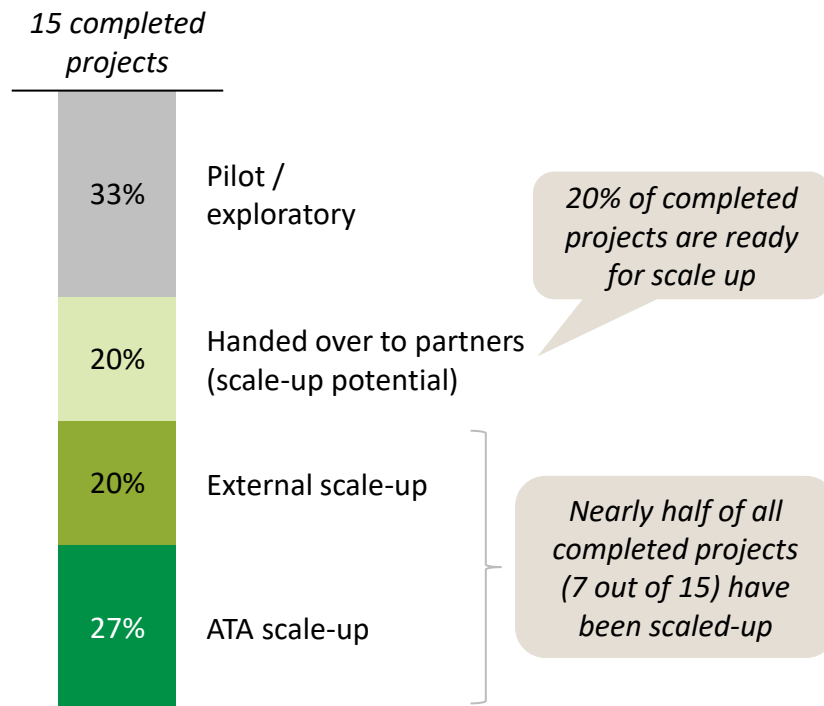 15 completed
projects
33%
Pilot /
exploratory
20% of completed
projects are ready
for scale up
20%
Handed over to partners
(scale-up potential)
20%
External scale-up
Nearly half of all
completed projects
(7 out of 15) have
been scaled-up
27%
ATA scale-up